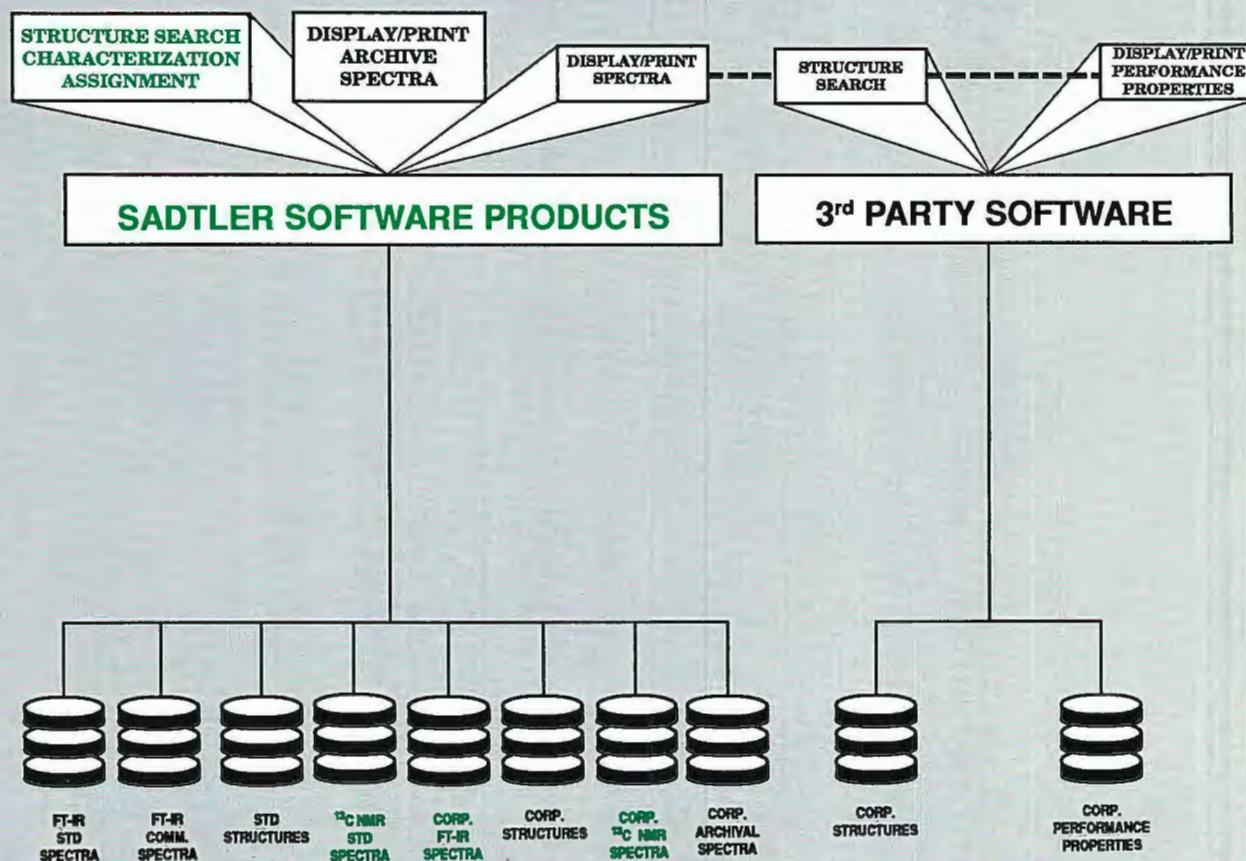 STRUCTURE SEARCH
CHARACTERIZATION
ASSIGNMENT
DISPLAY/PRINT
ARCHIVE
SPECTRA
DISPLAY/PRINT
SPECTRA
STRUCTURE
SEARCH
DISPLAY/PRINT
PERFORMANCE
PROPERTIES
SADTLER SOFTWARE PRODUCTS
3rd PARTY SOFTWARE
FT-IR
STD
SPECTRA
FT-IR
COMM.
SPECTRA
STD
STRUCTURES
13C NMR
STD
SPECTRA
CORP.
FT-IR
SPECTRA
CORP.
STRUCTURES
CORP.
13C NMR
SPECTRA
CORP.
ARCHIVAL
SPECTRA
CORP.
STRUCTURES
CORP.
PERFORMANCE
PROPERTIES